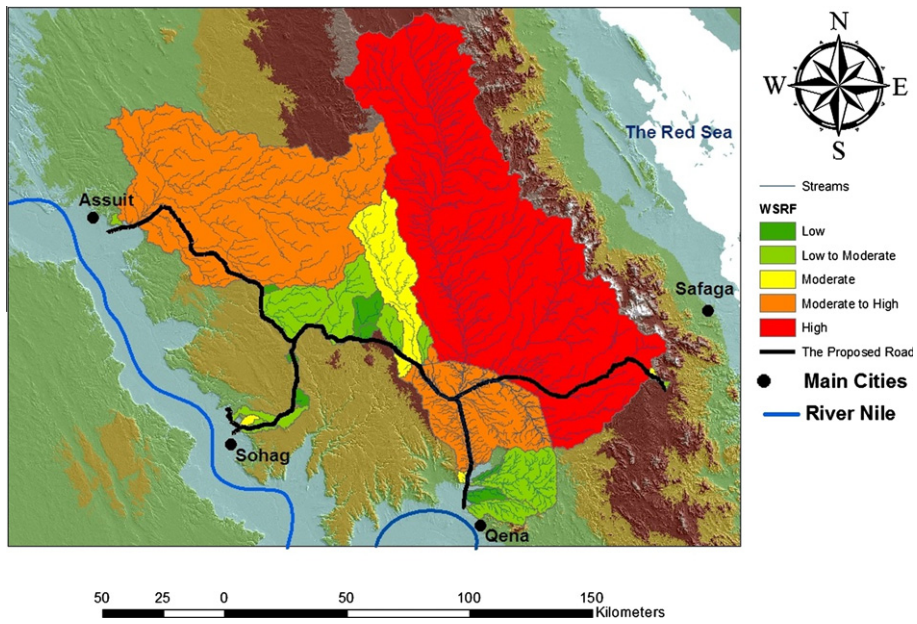 The Red Sea
Assuit
Safaga
Sohag
Qena
N
W E
S
Streams
WSRF
Low
Low to Moderate
Moderate
Moderate to High
High
The Proposed Road
Main Cities
River Nile
50 25 0 50 100 150
Kilometers